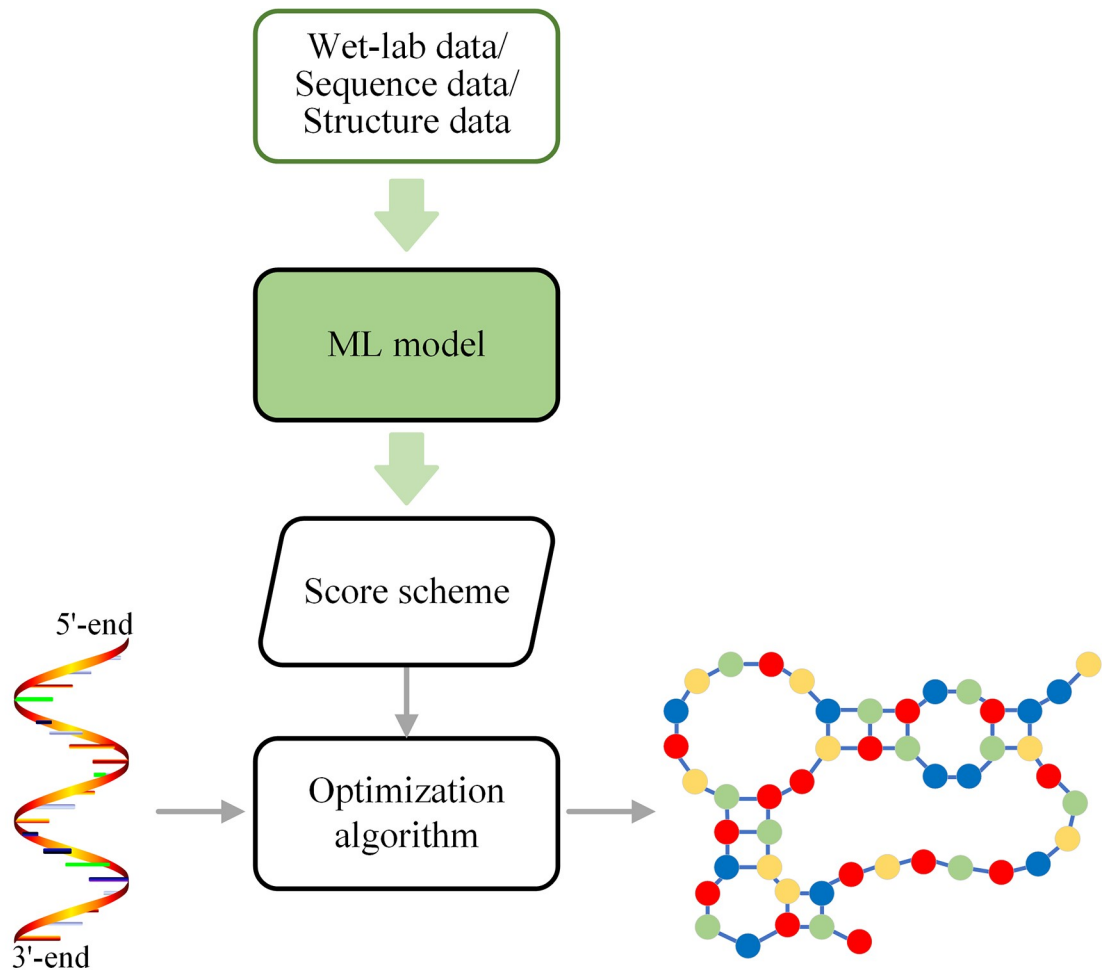 Wet-lab data/
Sequence data/
Structure data
ML model
Score scheme
5'-end
Optimization
algorithm
3'-end